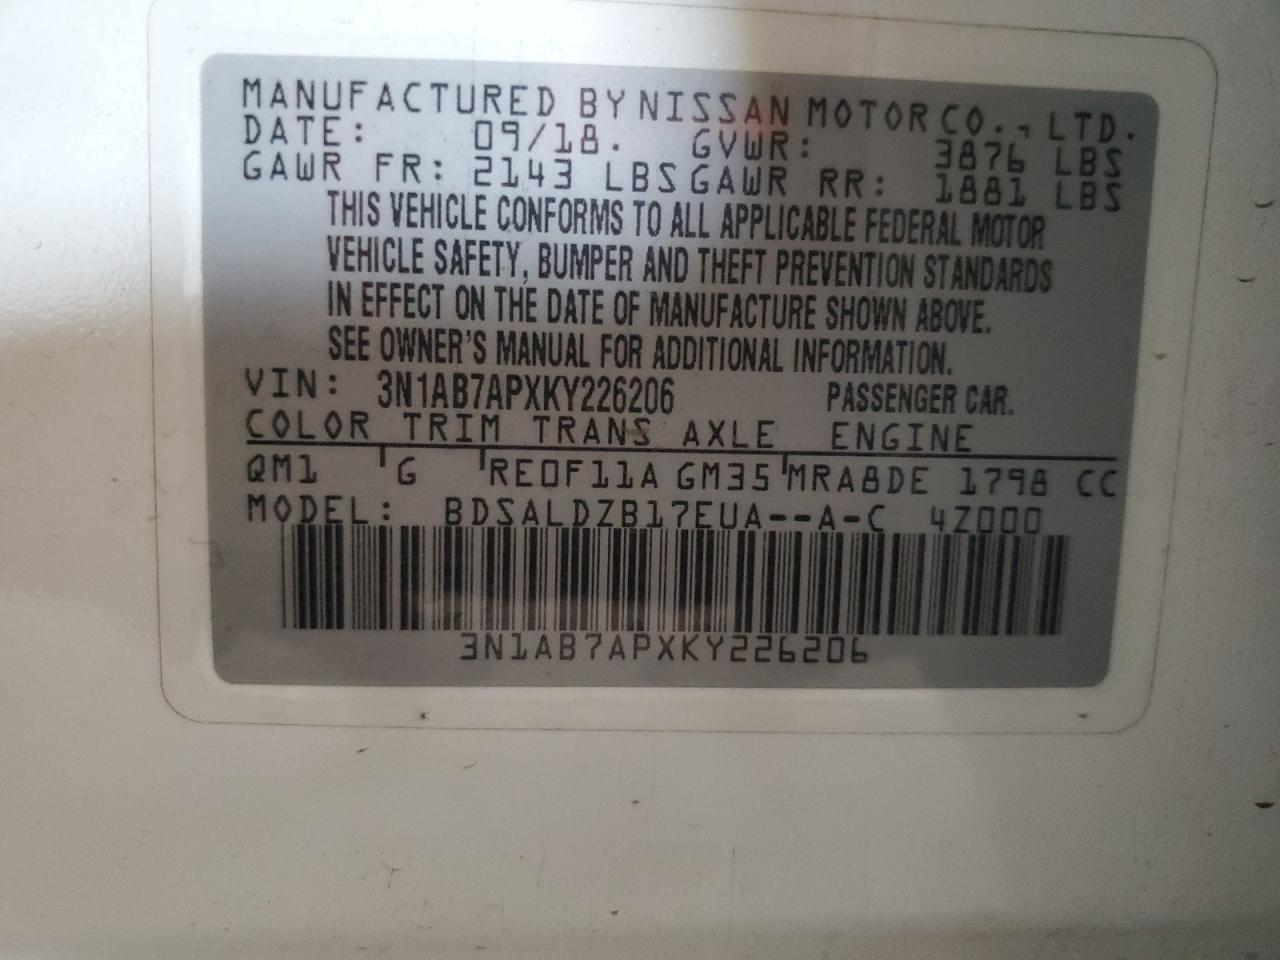 MANUFACTURED BY NISSAN MOTOR CO., LTD.
DATE: 09/18. GVWR: 3876 LBS
GAWR FR: 2143 LBS GAWR RR: 1881 LBS
THIS VEHICLE CONFORMS TO ALL APPLICABLE FEDERAL MOTOR
VEHICLE SAFETY, BUMPER AND THEFT PREVENTION STANDARDS
IN EFFECT ON THE DATE OF MANUFACTURE SHOWN ABOVE.
SEE OWNER'S MANUAL FOR ADDITIONAL INFORMATION.
VIN: 3N1AB7APXKY226206 PASSENGER CAR.
COLOR TRIM TRANS AXLE ENGINE
QM1 G RE0F11A GM35 MRA8DE 1798 CC
MODEL: BDSALDZB17EUA--A-C 4Z000
3N1AB7APXKY226206